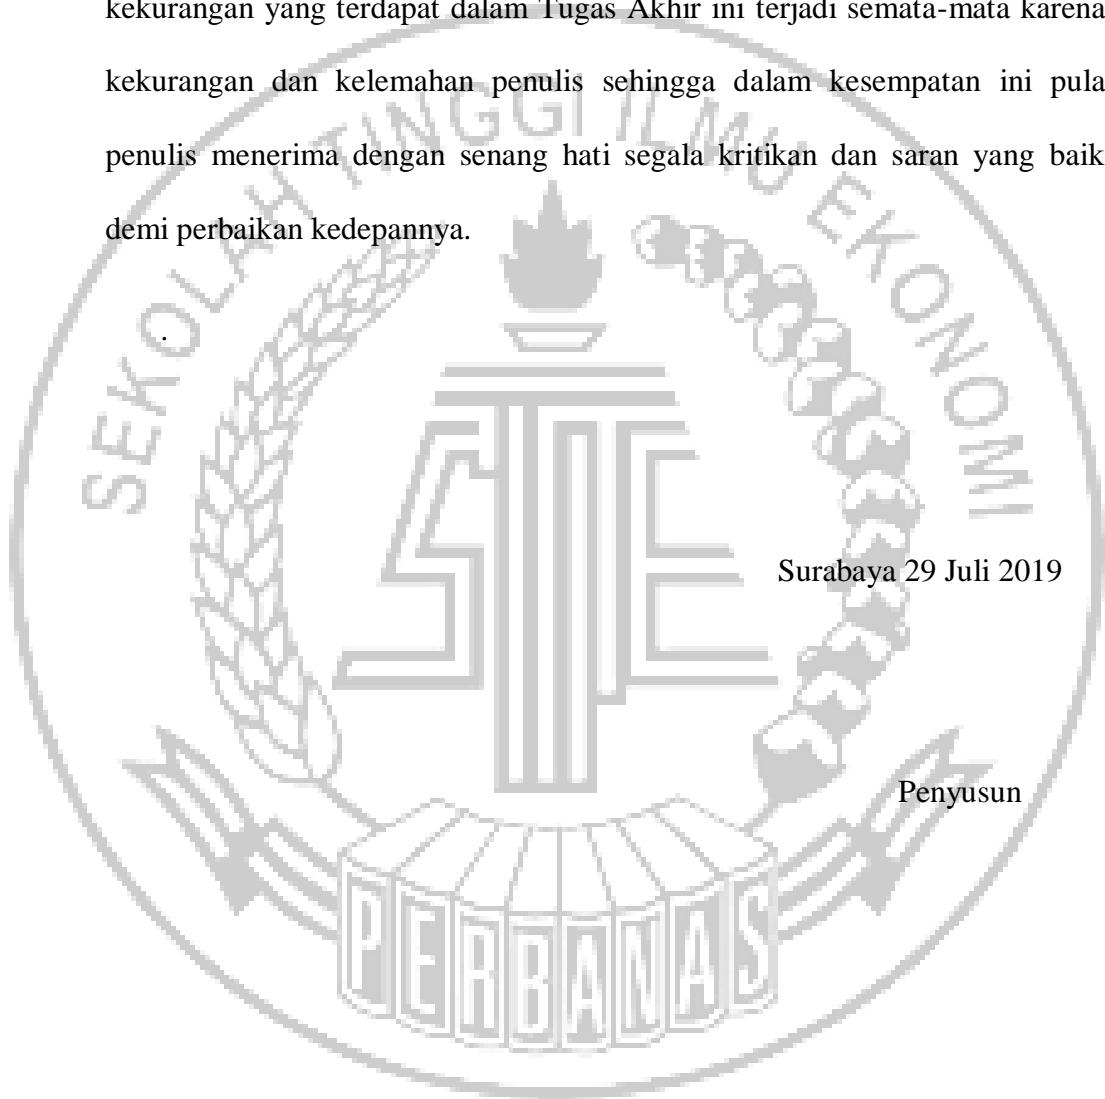 kekurangan yang terdapat dalam Tugas Akhir ini terjadi semata-mata karena
kekurangan dan kelemahan penulis sehingga dalam kesempatan ini pula
penulis menerima dengan senang hati segala kritikan dan saran yang baik
demi perbaikan kedepannya.
.
Surabaya 29 Juli 2019
Penyusun
SEKOLAH TINGGI ILMU EKONOMI
STIE
PERBANAS